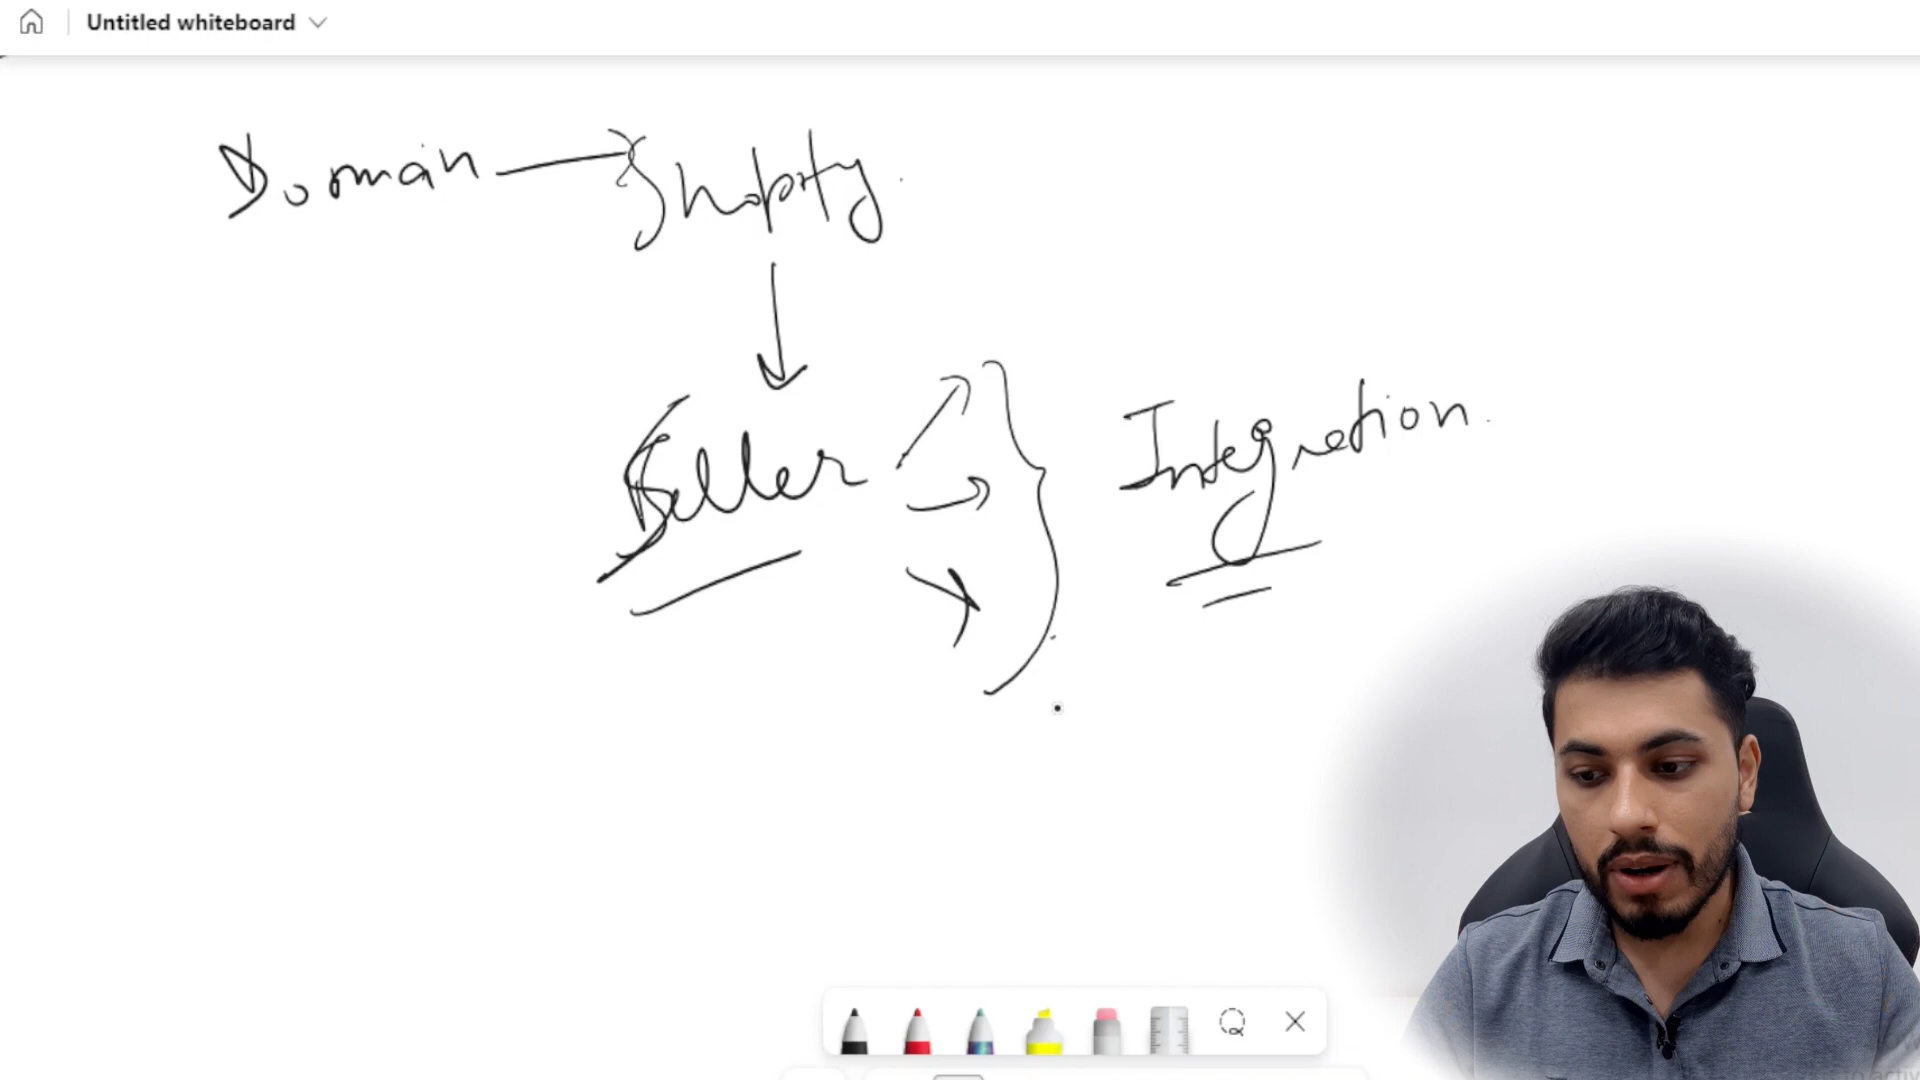 Untitled whiteboard
Domain Shopify
Seller
Integration